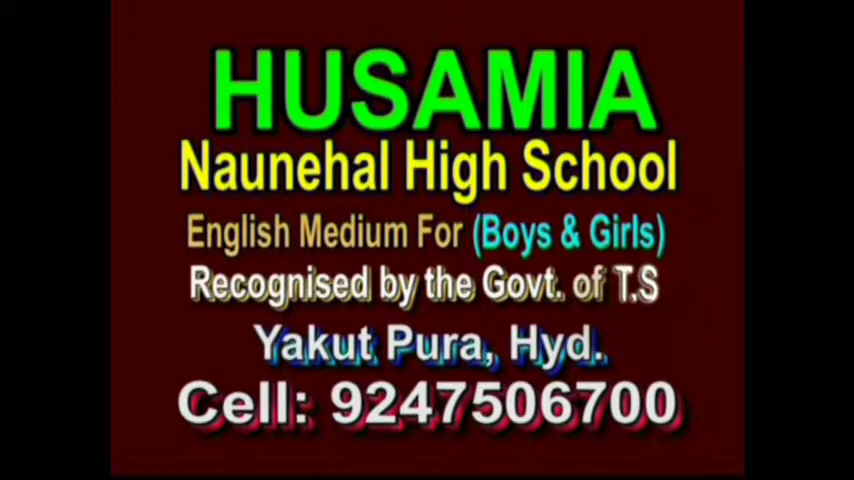 HUSAMIA
Naunehal High School
English Medium For (Boys & Girls)
Recognised by the Govt. of T.S
Yakut Pura, Hyd.
Cell: 9247506700